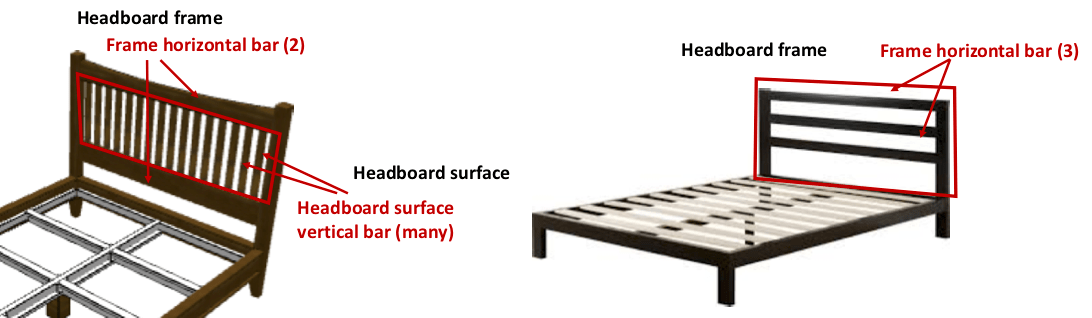 Headboard frame
Frame horizontal bar (2)
Headboard surface
Headboard surface
vertical bar (many)
Headboard frame
Frame horizontal bar (3)